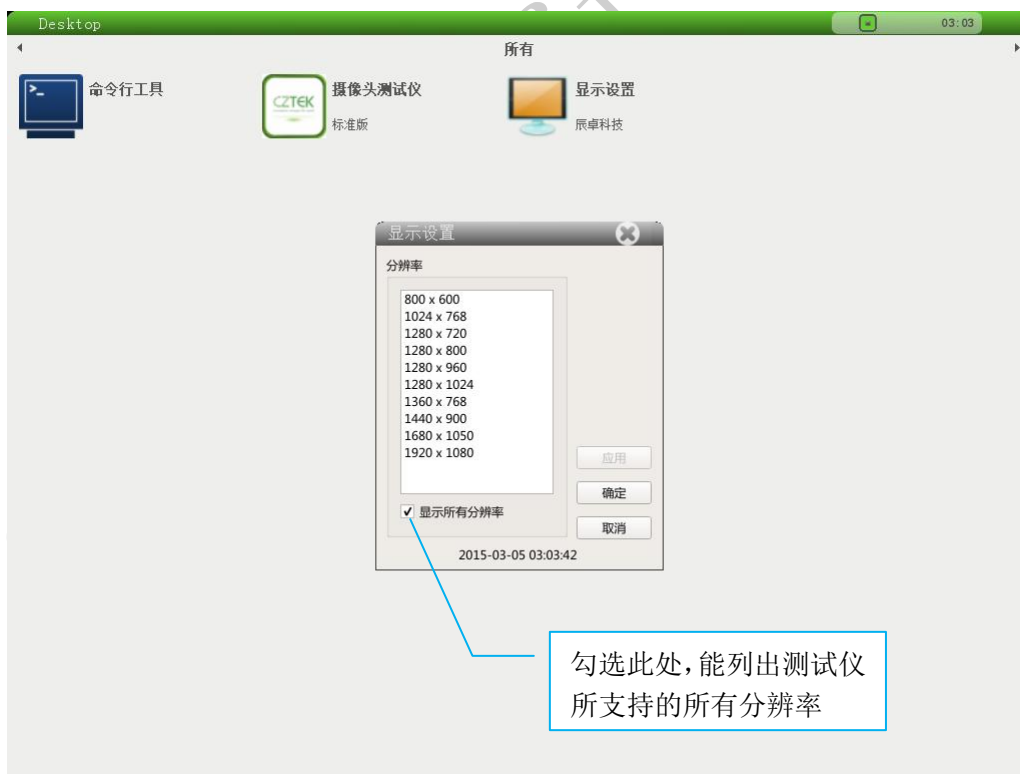 Desktop
03:03
所有
命令行工具
CZTEK
摄像头测试仪
标准版
显示设置
辰卓科技
显示设置
分辨率
800 x 600
1024 x 768
1280 x 720
1280 x 800
1280 x 960
1280 x 1024
1360 x 768
1440 x 900
1680 x 1050
1920 x 1080
应用
确定
显示所有分辨率
取消
2015-03-05 03:03:42
勾选此处,能列出测试仪
所支持的所有分辨率